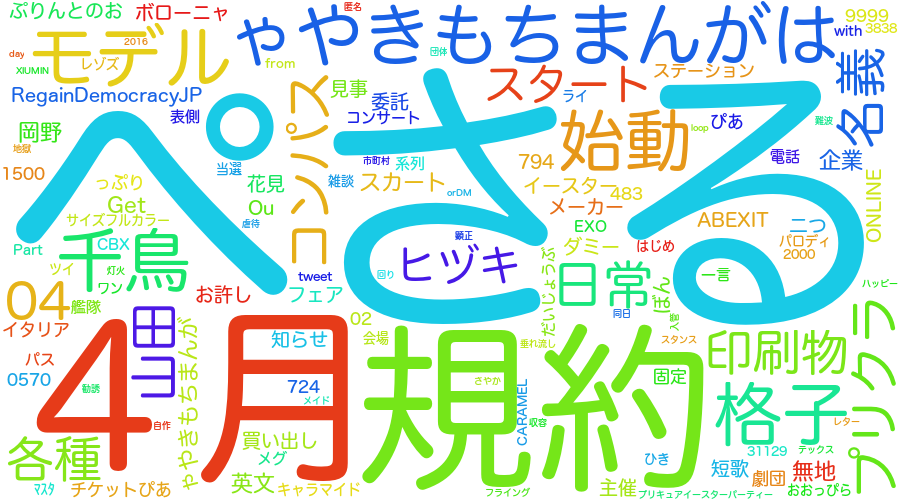 ぷりんとのお
ボローニャ
匿名
ゃやきもちまんがは
9999
3838
with
モデル
2016
day
レゾズ
XIUMIN
from
団体
スタート
ステーション
名義
RegainDemocracyJP
表側
コンパス
見事
委託
コンサート
ライ
ぴあ
岡野
地獄
ぺさる
始動
loop
難波
電話
企業
1500
当選
市町村
系列
794
っぷり
花見
雑談
スカート
イースター
483
Get
Ou
orDM
メーカー
ABEXIT
二つ
ONLINE
サイズフルカラー
虐待
EXO
パロディ
Part
CBX
顕正
ダミー
はじめ
2000
千鳥
灯火
ツイ
ワン
tweet
回り
ヒヅキ
だいじょうぶ
日常
ぽん
一言
ハッピー
04
艦隊
お許し
フェア
同日
入管
イタリア
山田
やきもちまんが
02
会場
垂れ流し
スタンス
プリクラ
4月
規約
知らせ
印刷物
パス
0570
勧誘
724
メイド
さやか
固定
格子
自作
CARAMEL
収容
レター
各種
買い出し
メグ
31129
テックス
ひき
短歌
劇団
無地
マスタ
チケットぴあ
英文
キャラマイド
フライング
主催
プリキュアイースターパーティー
おおっぴら